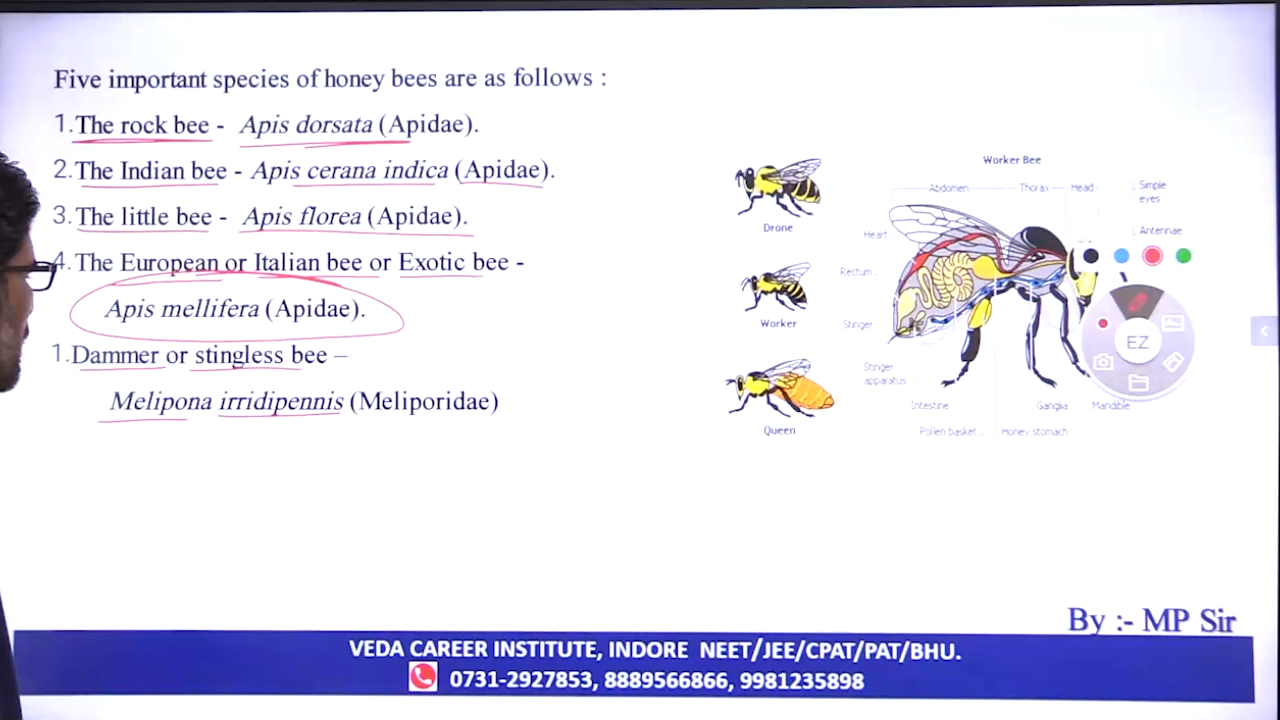 Five important species of honey bees are as follows :
1.The rock bee - Apis dorsata (Apidae).
2.The Indian bee - Apis cerana indica (Apidae).
3.The little bee - Apis florea (Apidae).
4.The European or Italian bee or Exotic bee -
Apis mellifera (Apidae).
1.Dammer or stingless bee –
Melipona irridipennis (Meliporidae)
Drone
Worker
Queen
Worker Bee
Abdomen
Thorax
Head
Simple
eyes
Antennae
Heart
Rectum
Stinger
Stinger
apparatus
Intestine
Ganglia
Mandible
Pollen basket
Honey stomach
EZ
By :- MP Sir
VEDA CAREER INSTITUTE, INDORE NEET/JEE/CPAT/PAT/BHU.
0731-2927853, 8889566866, 9981235898